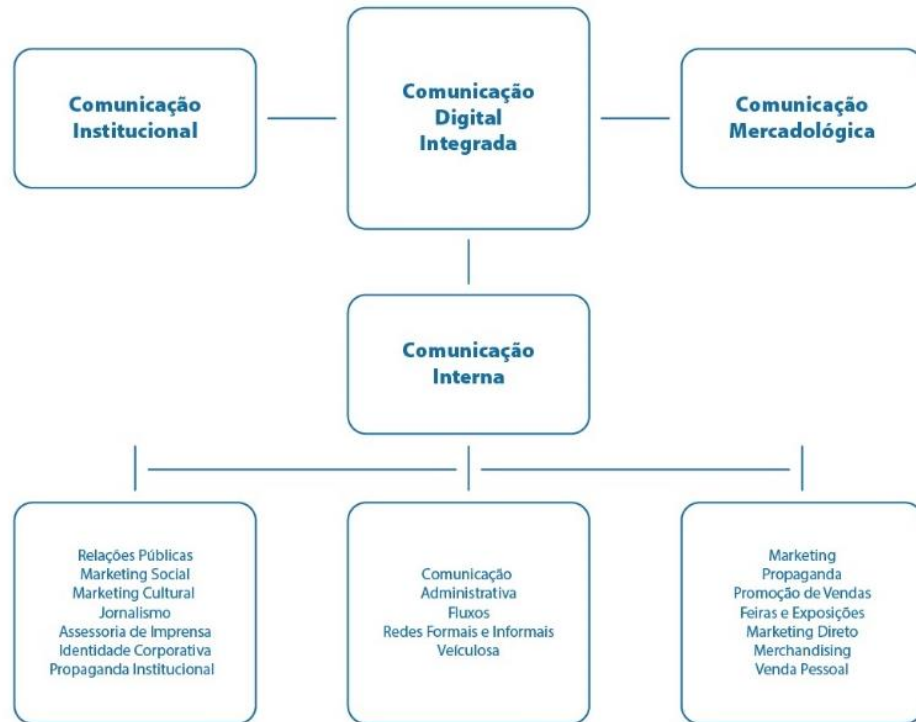 Comunicação
Institucional
Comunicação
Digital
Integrada
Comunicação
Mercadológica
Comunicação
Interna
Relações Públicas
Marketing Social
Marketing Cultural
Jornalismo
Assessoria de Imprensa
Identidade Corporativa
Propaganda Institucional
Comunicação
Administrativa
Fluxos
Redes Formais e Informais
Veículosa
Marketing
Propaganda
Promoção de Vendas
Feiras e Exposições
Marketing Direto
Merchandising
Venda Pessoal